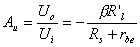 A_u = U_o / U_i = - βR'_l / (R_s + r_be)